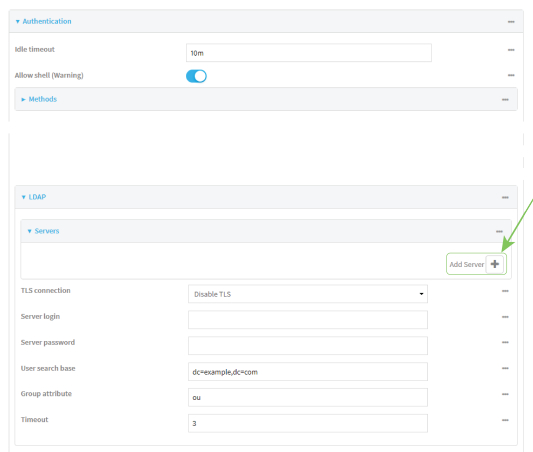 Authentication
Idle timeout 10m
Allow shell (Warning)
Methods
LDAP
Servers
Add Server
TLS connection Disable TLS
Server login
Server password
User search base dc=example,dc=com
Group attribute ou
Timeout 3